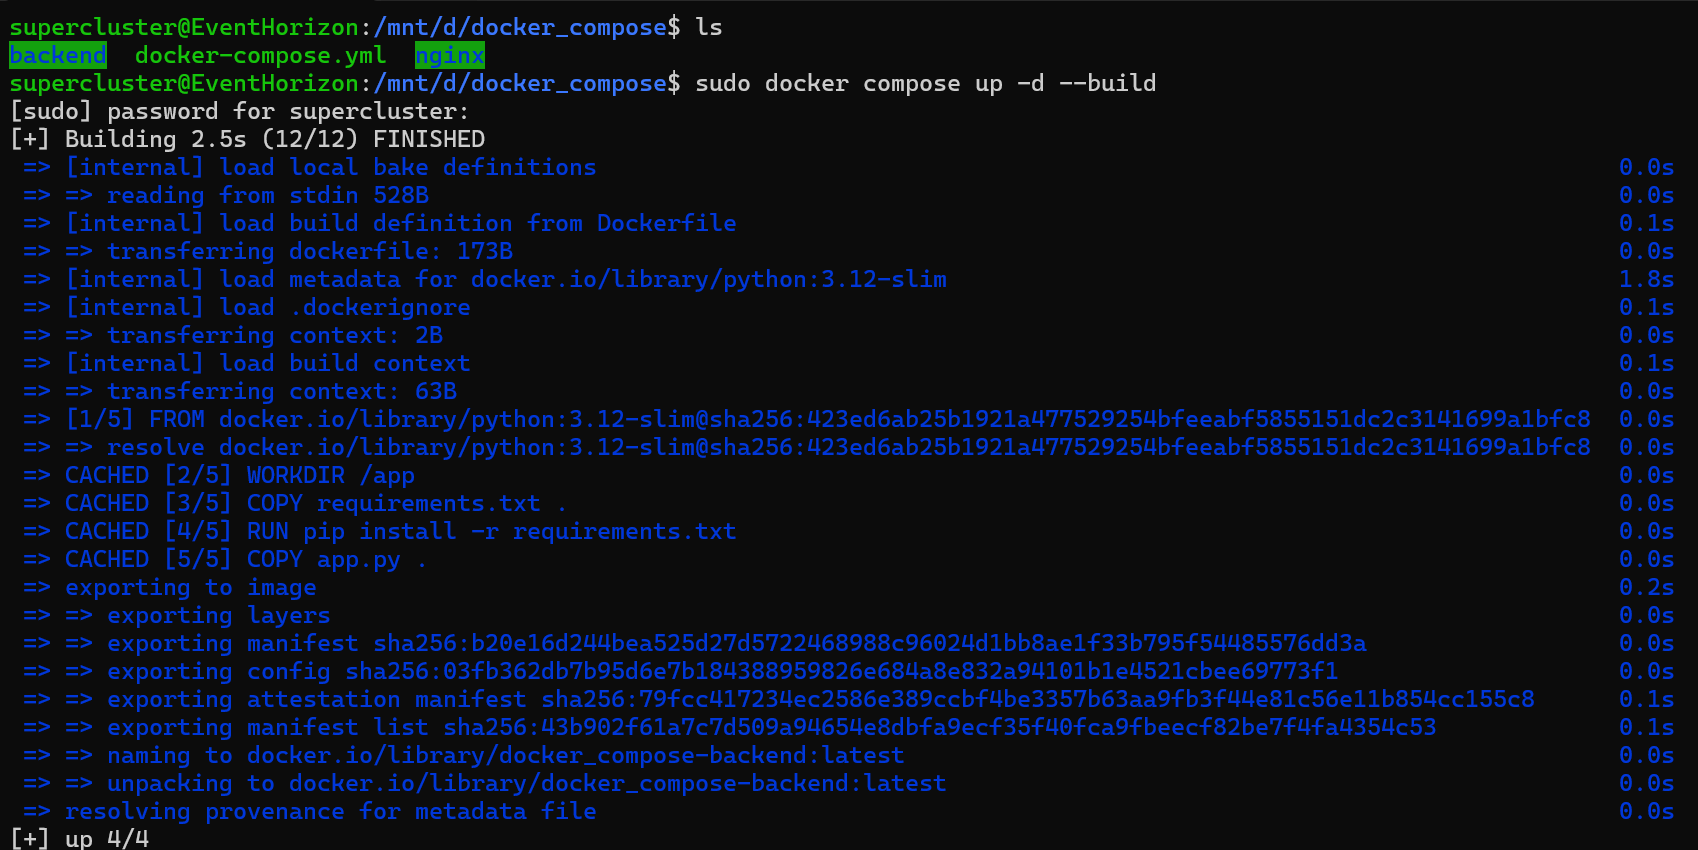 supercluster@EventHorizon:/mnt/d/docker_compose$ ls
backend  docker-compose.yml  nginx
supercluster@EventHorizon:/mnt/d/docker_compose$ sudo docker compose up -d --build
[sudo] password for supercluster:
[+] Building 2.5s (12/12) FINISHED
 => [internal] load local bake definitions 0.0s
 => => reading from stdin 528B 0.0s
 => [internal] load build definition from Dockerfile 0.1s
 => => transferring dockerfile: 173B 0.0s
 => [internal] load metadata for docker.io/library/python:3.12-slim 1.8s
 => [internal] load .dockerignore 0.1s
 => => transferring context: 2B 0.0s
 => [internal] load build context 0.1s
 => => transferring context: 63B 0.0s
 => [1/5] FROM docker.io/library/python:3.12-slim@sha256:423ed6ab25b1921a477529254bfeeabf5855151dc2c3141699a1bfc8 0.0s
 => => resolve docker.io/library/python:3.12-slim@sha256:423ed6ab25b1921a477529254bfeeabf5855151dc2c3141699a1bfc8 0.0s
 => CACHED [2/5] WORKDIR /app 0.0s
 => CACHED [3/5] COPY requirements.txt . 0.0s
 => CACHED [4/5] RUN pip install -r requirements.txt 0.0s
 => CACHED [5/5] COPY app.py . 0.0s
 => exporting to image 0.2s
 => => exporting layers 0.0s
 => => exporting manifest sha256:b20e16d244bea525d27d5722468988c96024d1bb8ae1f33b795f54485576dd3a 0.0s
 => => exporting config sha256:03fb362db7b95d6e7b184388959826e684a8e832a94101b1e4521cbee69773f1 0.0s
 => => exporting attestation manifest sha256:79fcc417234ec2586e389ccbf4be3357b63aa9fb3f44e81c56e11b854cc155c8 0.1s
 => => exporting manifest list sha256:43b902f61a7c7d509a94654e8dbfa9ecf35f40fca9fbeecf82be7f4fa4354c53 0.1s
 => => naming to docker.io/library/docker_compose-backend:latest 0.0s
 => => unpacking to docker.io/library/docker_compose-backend:latest 0.0s
 => resolving provenance for metadata file 0.0s
[+] up 4/4